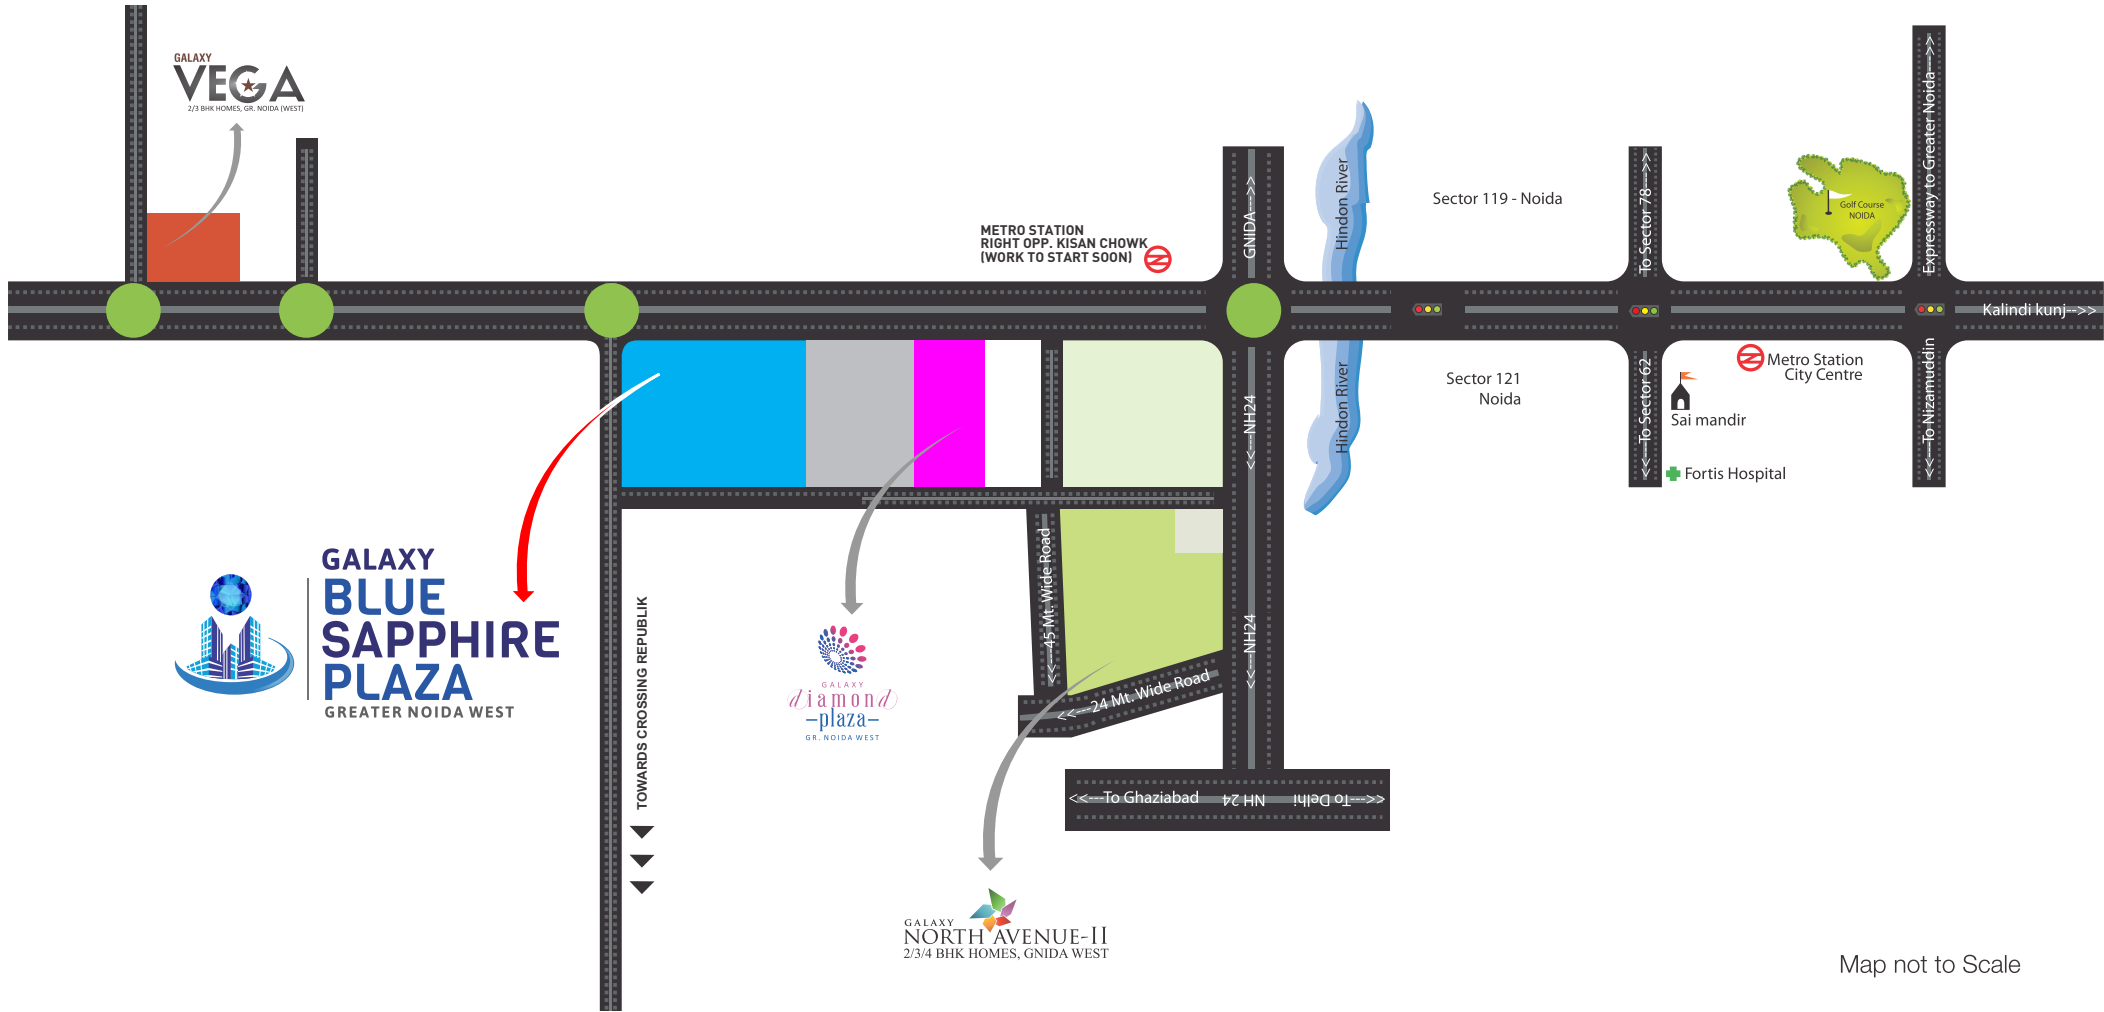 GALAXY
VEGA
2/3 BHK HOMES, GR. NOIDA (WEST)
METRO STATION
RIGHT OPP. KISAN CHOWK
(WORK TO START SOON)
GNIDA--->>
Hindon River
Sector 119 - Noida
To Sector 78--->>
Golf Course
NOIDA
Expressway to Greater Noida--->>
Kalindi kunj-->>
<<---NH24
Hindon River
Sector 121
Noida
<<---To Sector 62
Metro Station
City Centre
Sai mandir
Fortis Hospital
<<---To Nizamuddin
GALAXY
BLUE
SAPPHIRE
PLAZA
GREATER NOIDA WEST
TOWARDS CROSSING REPUBLIK
GALAXY
diamond
–plaza–
GR. NOIDA WEST
<<---45 Mt. Wide Road
<<---24 Mt. Wide Road
<<---NH24
<<---To Ghaziabad
NH 24
<<---To Delhi
GALAXY
NORTH AVENUE-II
2/3/4 BHK HOMES, GNIDA WEST
Map not to Scale